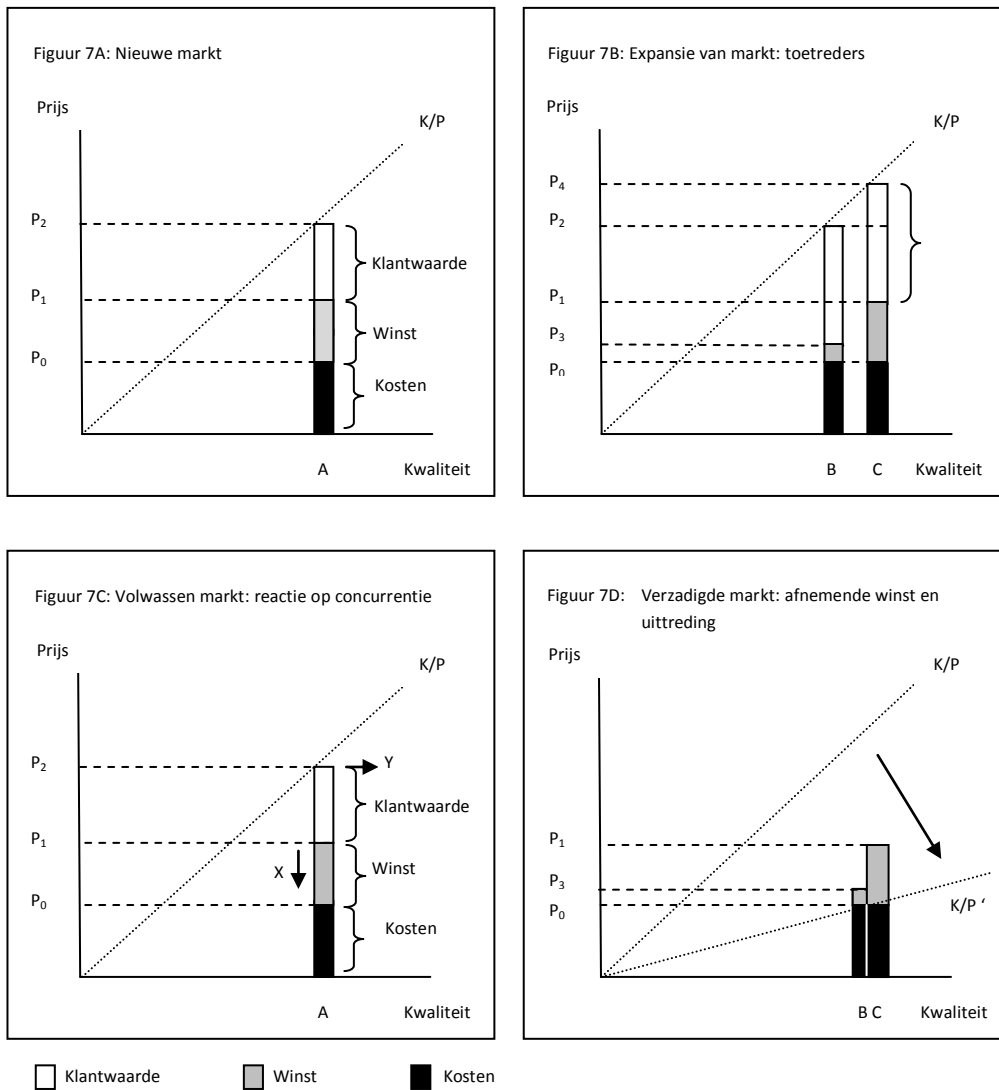 Figuur 7A: Nieuwe markt
Prijs
K/P
P2
Klantwaarde
P1
Winst
P0
Kosten
A
Kwaliteit
Figuur 7B: Expansie van markt: toetreders
Prijs
K/P
P4
P2
P1
P3
P0
B
C
Kwaliteit
Figuur 7C: Volwassen markt: reactie op concurrentie
Prijs
K/P
P2
Y
Klantwaarde
P1
X
Winst
P0
Kosten
A
Kwaliteit
Figuur 7D: Verzadigde markt: afnemende winst en
uittreding
Prijs
K/P
P1
P3
P0
K/P ‘
B C
Kwaliteit
Klantwaarde
Winst
Kosten